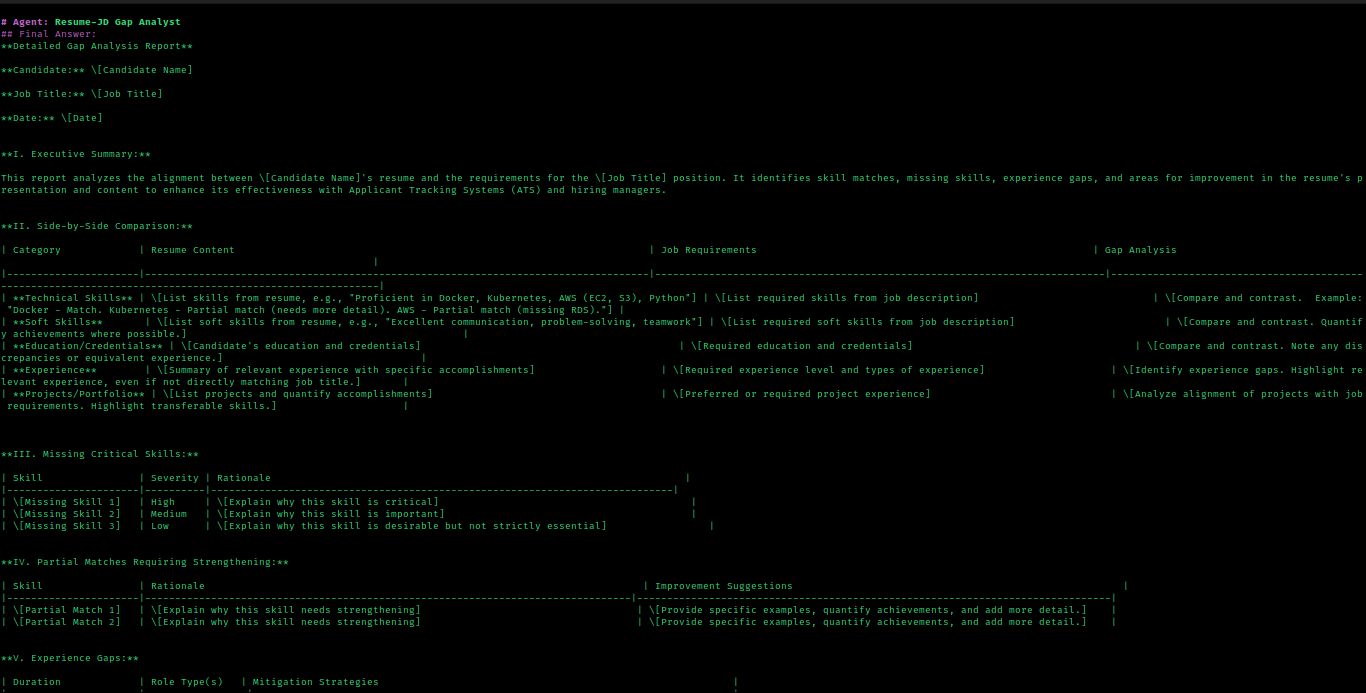 # Agent: Resume-JD Gap Analyst
## Final Answer:
**Detailed Gap Analysis Report**
**Candidate:** \[Candidate Name]
**Job Title:** \[Job Title]
**Date:** \[Date]
**I. Executive Summary:**
This report analyzes the alignment between \[Candidate Name]'s resume and the requirements for the \[Job Title] position. It identifies skill matches, missing skills, experience gaps, and areas for improvement in the resume's p
resentation and content to enhance its effectiveness with Applicant Tracking Systems (ATS) and hiring managers.
**II. Side-by-Side Comparison:**
| Category | Resume Content | Job Requirements | Gap Analysis
|
|----------------------|------------------------------------------------------------------------------------|---------------------------------------------------------------------------|------------------------------------------
---------------------------------------------------------------|
| **Technical Skills** | \[List skills from resume, e.g., "Proficient in Docker, Kubernetes, AWS (EC2, S3), Python"] | \[List required skills from job description] | \[Compare and contrast.  Example:
"Docker - Match. Kubernetes - Partial match (needs more detail). AWS - Partial match (missing RDS)."] |
| **Soft Skills** | \[List soft skills from resume, e.g., "Excellent communication, problem-solving, teamwork"] | \[List required soft skills from job description] | \[Compare and contrast. Quantif
y achievements where possible.] |
| **Education/Credentials** | \[Candidate's education and credentials] | \[Required education and credentials] | \[Compare and contrast. Note any dis
crepancies or equivalent experience.] |
| **Experience** | \[Summary of relevant experience with specific accomplishments] | \[Required experience level and types of experience] | \[Identify experience gaps. Highlight re
levant experience, even if not directly matching job title.] |
| **Projects/Portfolio** | \[List projects and quantify accomplishments] | \[Preferred or required project experience] | \[Analyze alignment of projects with job
requirements. Highlight transferable skills.] |
**III. Missing Critical Skills:**
| Skill | Severity | Rationale |
|----------------------|----------|-----------------------------------------------------------------------------|
| \[Missing Skill 1] | High | \[Explain why this skill is critical] |
| \[Missing Skill 2] | Medium | \[Explain why this skill is important] |
| \[Missing Skill 3] | Low | \[Explain why this skill is desirable but not strictly essential] |
**IV. Partial Matches Requiring Strengthening:**
| Skill | Rationale | Improvement Suggestions |
|----------------------|---------------------------------------------------------------------------------|-------------------------------------------------------------------------------|
| \[Partial Match 1] | \[Explain why this skill needs strengthening] | \[Provide specific examples, quantify achievements, and add more detail.] |
| \[Partial Match 2] | \[Explain why this skill needs strengthening] | \[Provide specific examples, quantify achievements, and add more detail.] |
**V. Experience Gaps:**
| Duration | Role Type(s) | Mitigation Strategies |